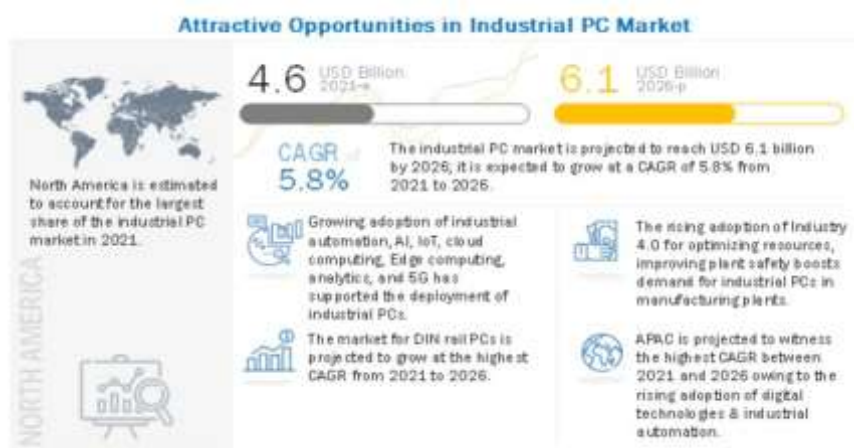 Attractive Opportunities in Industrial PC Market
4.6 USD Billion
2021-e
6.1 USD Billion
2026-p
CAGR of
5.8%
The industrial PC market is projected to reach USD 6.1 billion
by 2026; it is expected to grow at a CAGR of 5.8% from
2021 to 2026.
North America is estimated
to account for the largest
share of the industrial PC
market in 2021.
NORTH AMERICA
Growing adoption of industrial
automation, AI, IoT, cloud
computing, Edge computing,
analytics, and 5G has
supported the deployment of
industrial PCs.
The market for DIN rail PCs is
projected to grow at the highest
CAGR from 2021 to 2026.
The rising adoption of Industry
4.0 for optimizing resources,
improving plant safety boosts
demand for industrial PCs in
manufacturing plants.
APAC is projected to witness
the highest CAGR between
2021 and 2026 owing to the
rising adoption of digital
technologies & industrial
automation.